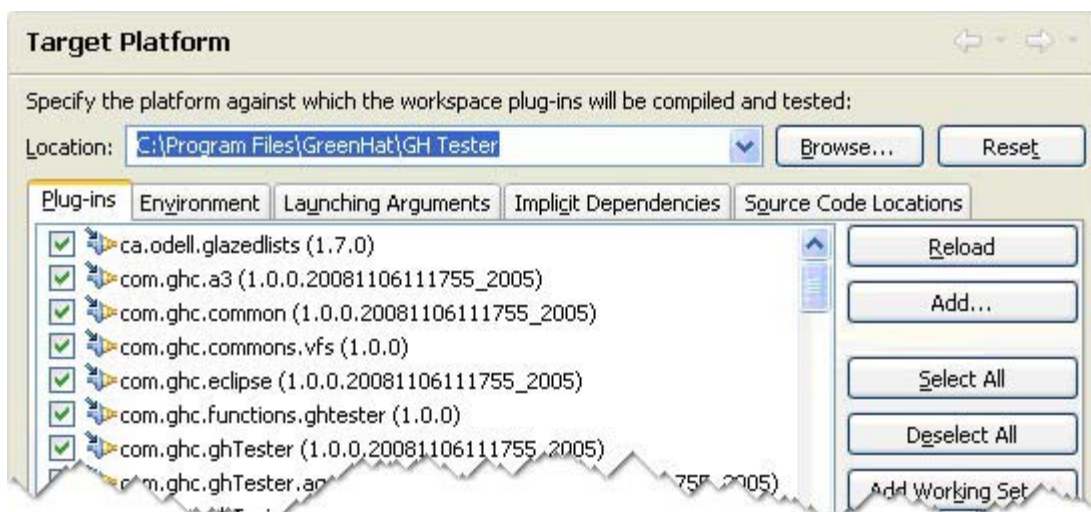 Target Platform
Specify the platform against which the workspace plug-ins will be compiled and tested:
Location: C:\Program Files\GreenHat\GH Tester Browse... Reset
Plug-ins Environment Launching Arguments Implicit Dependencies Source Code Locations
ca.odell.glazedlists (1.7.0)
com.ghc.a3 (1.0.0.20081106111755_2005)
com.ghc.common (1.0.0.20081106111755_2005)
com.ghc.commons.vfs (1.0.0)
com.ghc.eclipse (1.0.0.20081106111755_2005)
com.ghc.functions.ghtester (1.0.0)
com.ghc.ghTester (1.0.0.20081106111755_2005)
Reload
Add...
Select All
Deselect All
Add Working Set